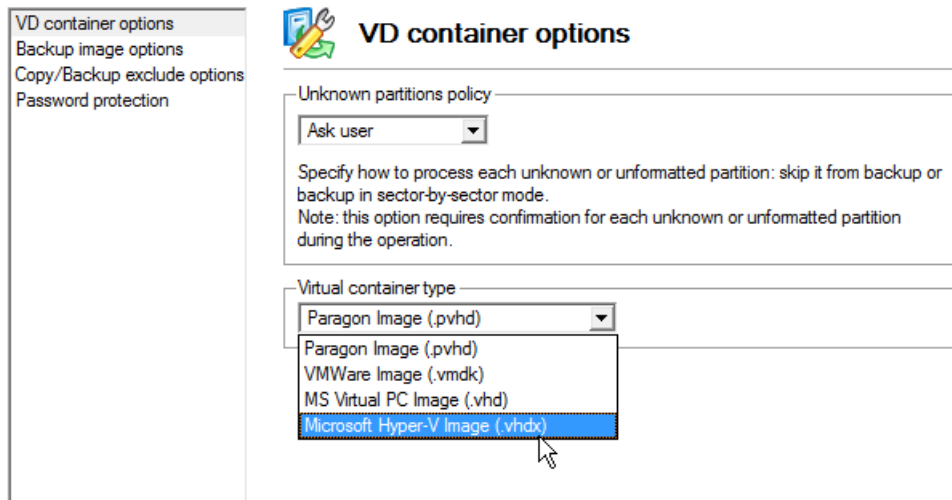 VD container options
Backup image options
Copy/Backup exclude options
Password protection
VD container options
Unknown partitions policy
Ask user
Specify how to process each unknown or unformatted partition: skip it from backup or
backup in sector-by-sector mode.
Note: this option requires confirmation for each unknown or unformatted partition
during the operation.
Virtual container type
Paragon Image (.pvhd)
Paragon Image (.pvhd)
VMWare Image (.vmdk)
MS Virtual PC Image (.vhd)
Microsoft Hyper-V Image (.vhdx)